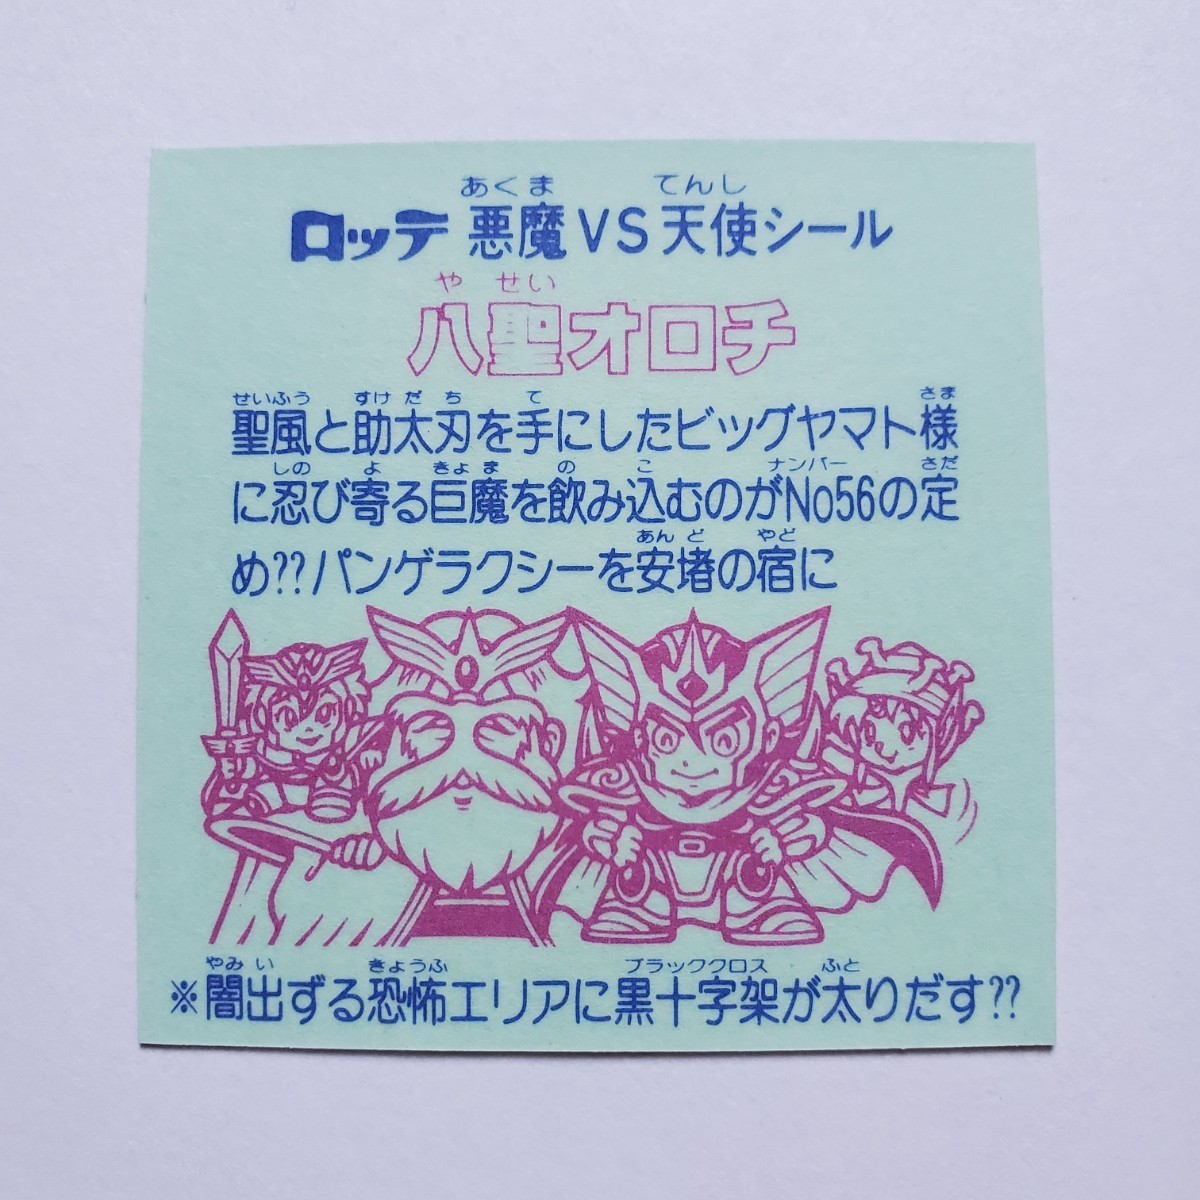 あくま てんし
ロッテ 悪魔VS天使シール
やせい
八聖オロチ
せいふう すけだち て さま
聖風と助太刃を手にしたビッグヤマト様
しの よ きょま の こ ナンバー さだ
に忍び寄る巨魔を飲み込むのがNo56の定
あんど やど
め??パンゲラクシーを安堵の宿に
やみい きょうふ ブラッククロス ふと
※闇出ずる恐怖エリアに黒十字架が太りだす??